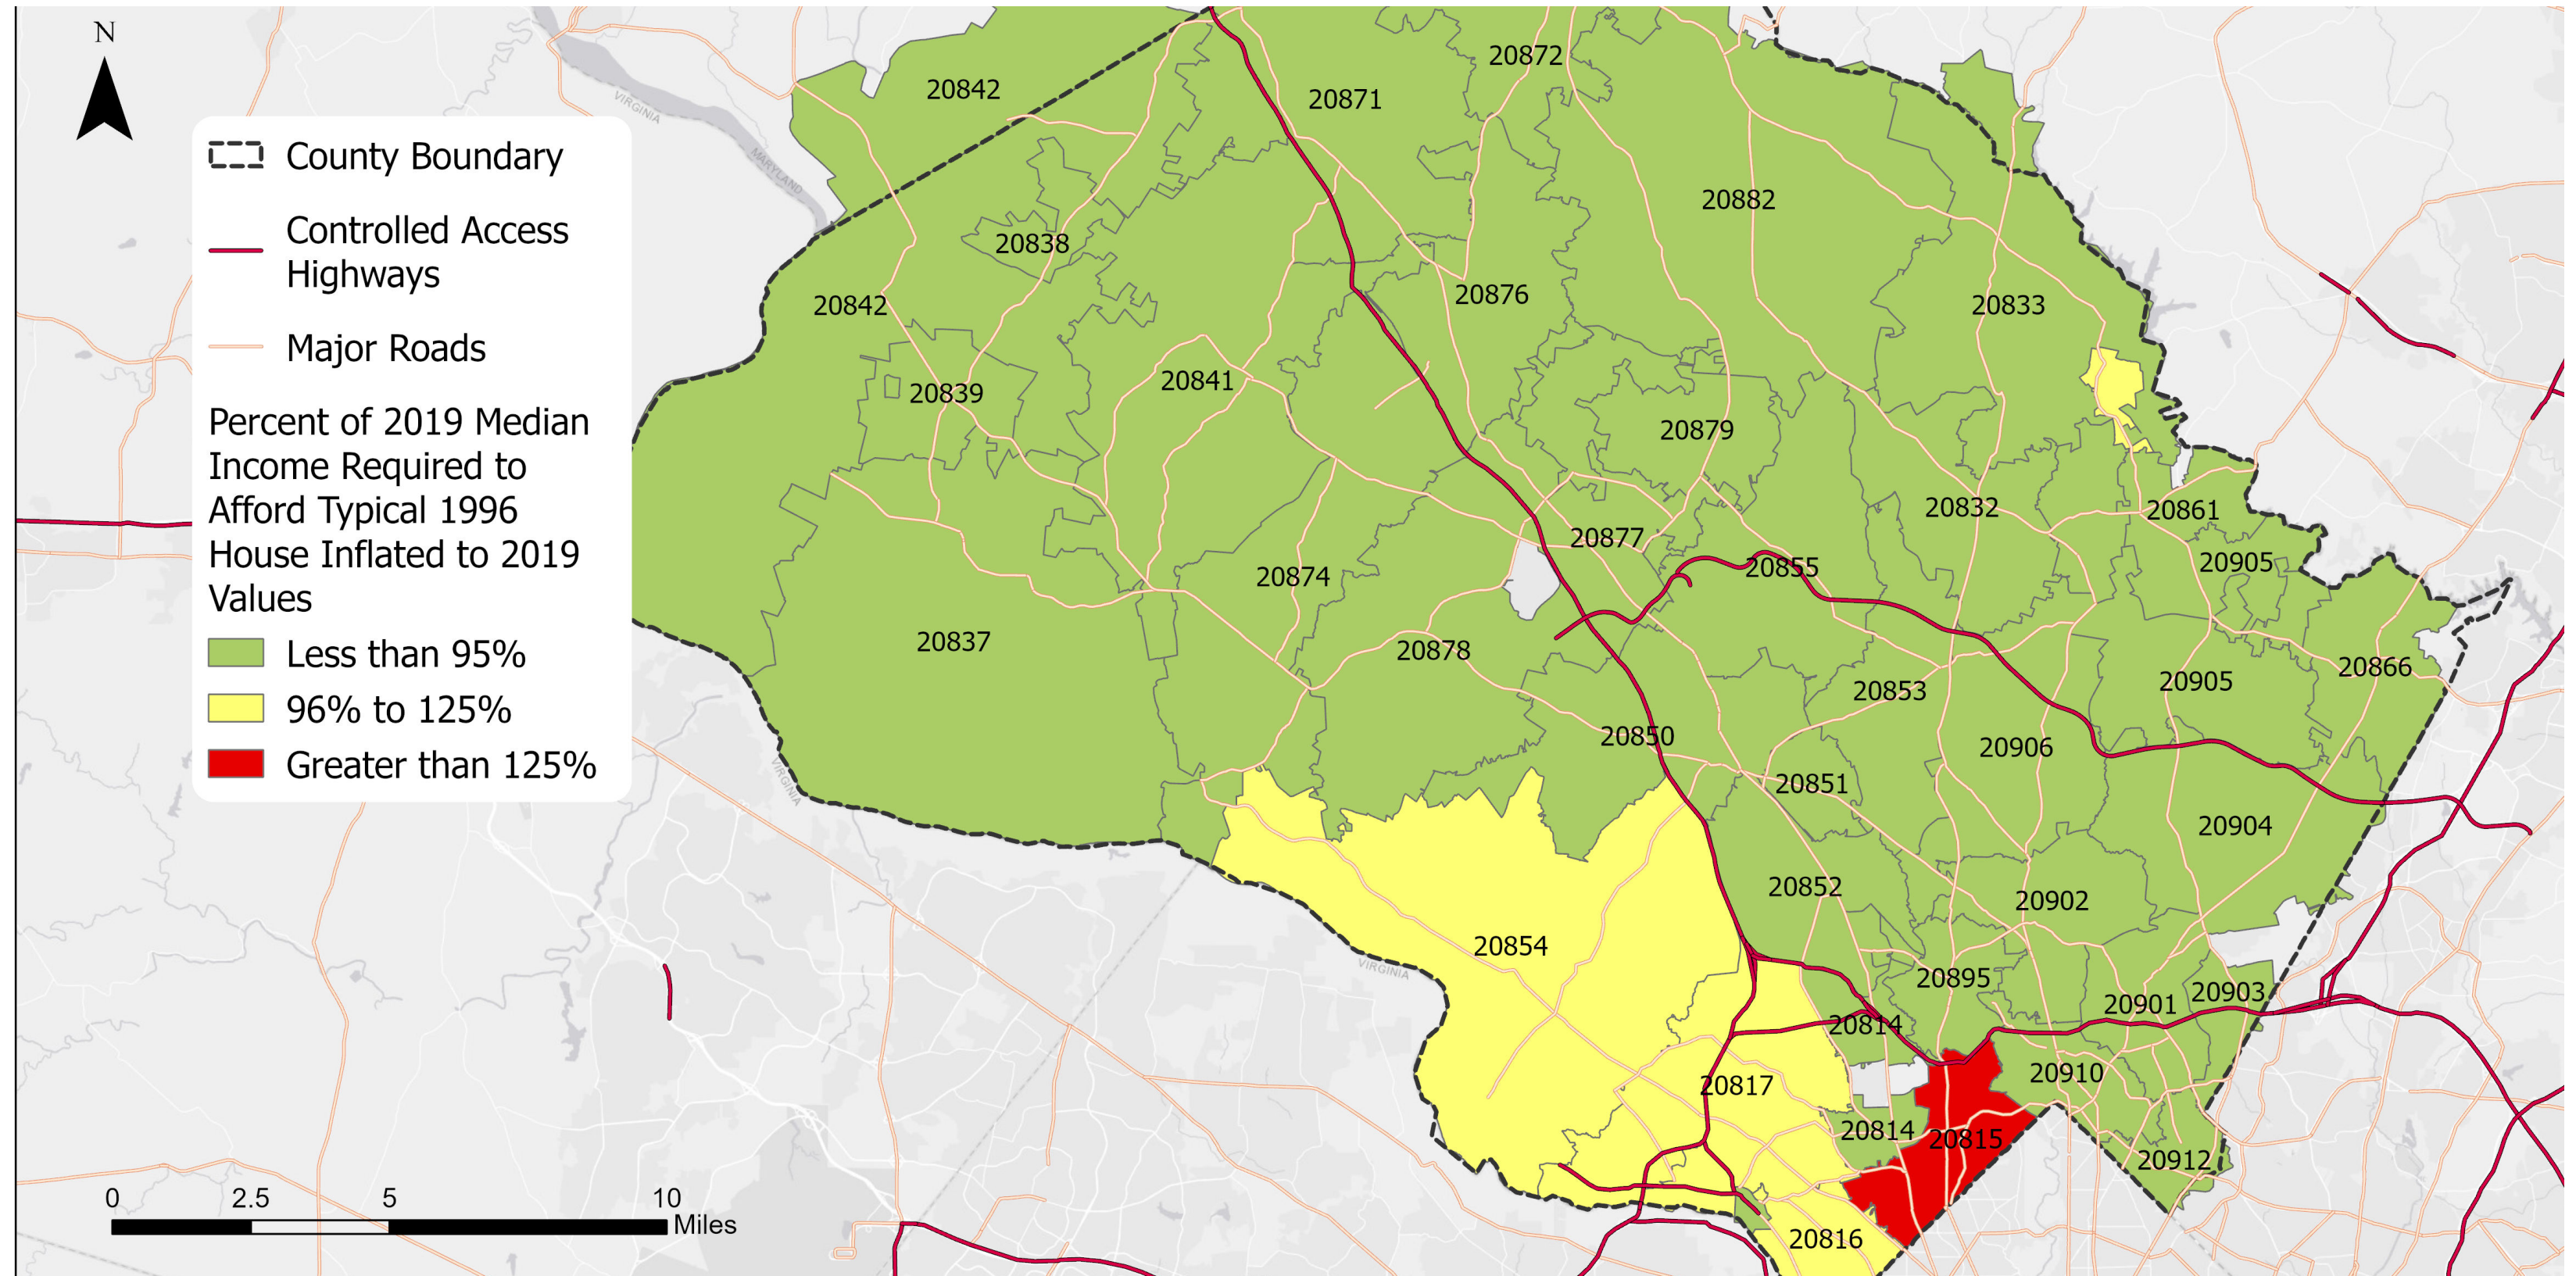 N
County Boundary
Controlled Access
Highways
Major Roads
Percent of 2019 Median
Income Required to
Afford Typical 1996
House Inflated to 2019
Values
Less than 95%
96% to 125%
Greater than 125%
0 2.5 5 10
Miles
VIRGINIA
MARYLAND
VIRGINIA
VIRGINIA
20872
20842
20871
20882
20838
20876
20842
20833
20841
20839
20879
20832
20861
20877
20905
20855
20874
20837
20878
20866
20905
20853
20850
20906
20851
20904
20852
20902
20854
20895
20903
20901
20814
20910
20817
20814
20815
20912
20816